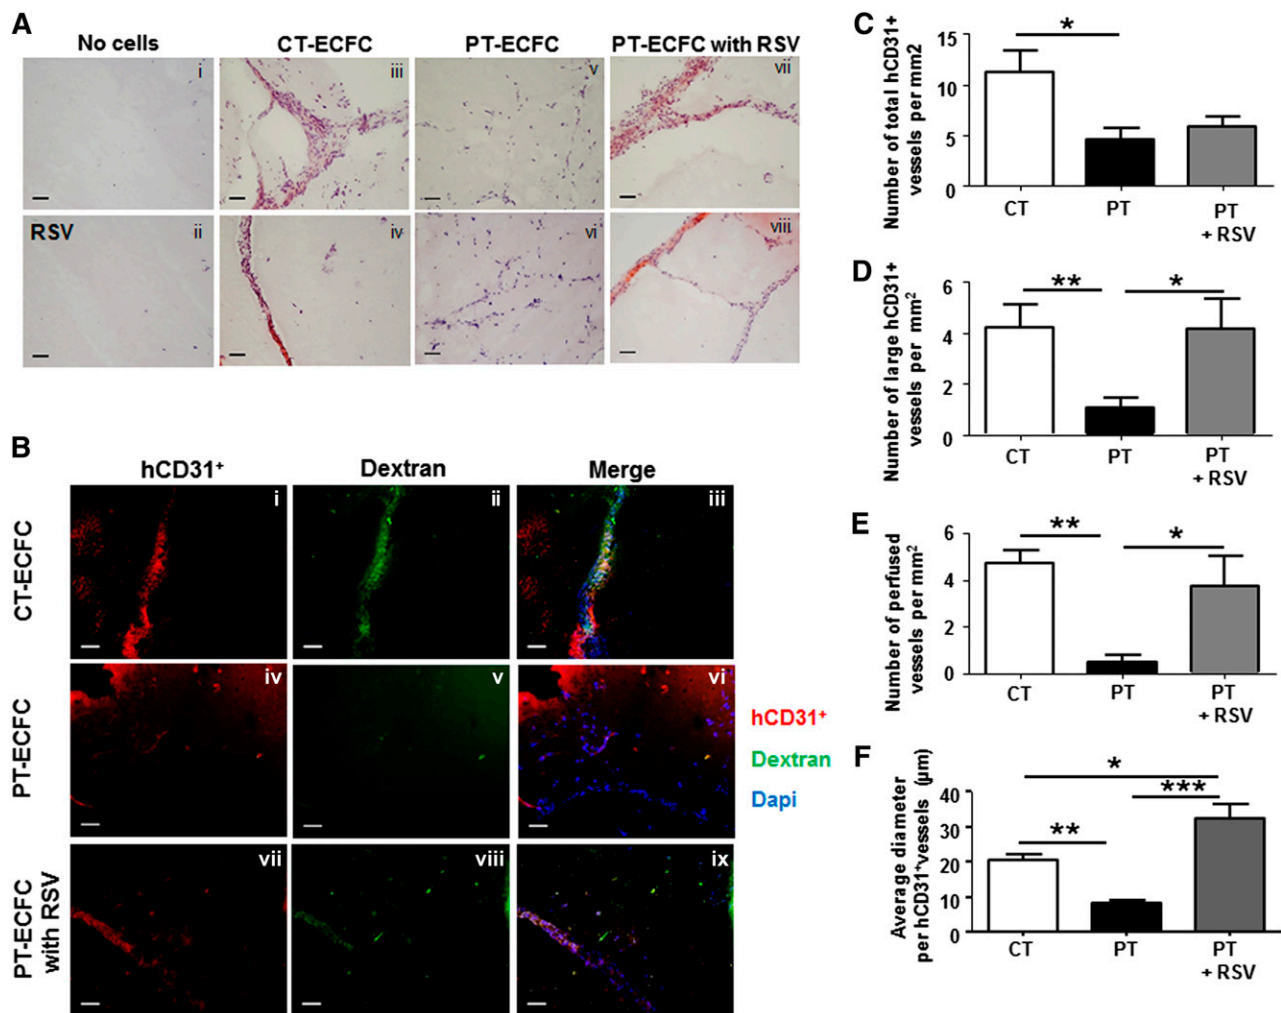 A
No cells
CT-ECFC
PT-ECFC
PT-ECFC with RSV
i
iii
v
vii
RSV
ii
iv
vi
viii
B
hCD31+
Dextran
Merge
CT-ECFC
i
ii
iii
PT-ECFC
iv
v
vi
PT-ECFC
with RSV
vii
viii
ix
hCD31+
Dextran
Dapi
C
Number of total hCD31+
vessels per mm2
15
10
5
0
*
CT
PT
PT
+ RSV
D
Number of large hCD31+
vessels per mm²
6
4
2
0
**
*
CT
PT
PT
+ RSV
E
Number of perfused
vessels per mm²
6
4
2
0
**
*
CT
PT
PT
+ RSV
F
Average diameter
per hCD31+vessels (µm)
40
30
20
10
0
*
***
**
CT
PT
PT
+ RSV